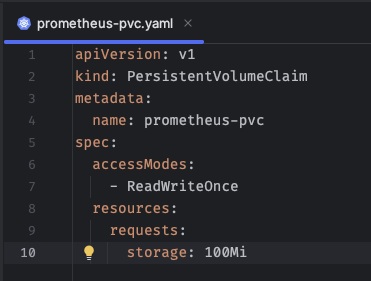 prometheus-pvc.yaml
1 apiVersion: v1
2 kind: PersistentVolumeClaim
3 metadata:
4   name: prometheus-pvc
5 spec:
6   accessModes:
7     - ReadWriteOnce
8   resources:
9     requests:
10       storage: 100Mi